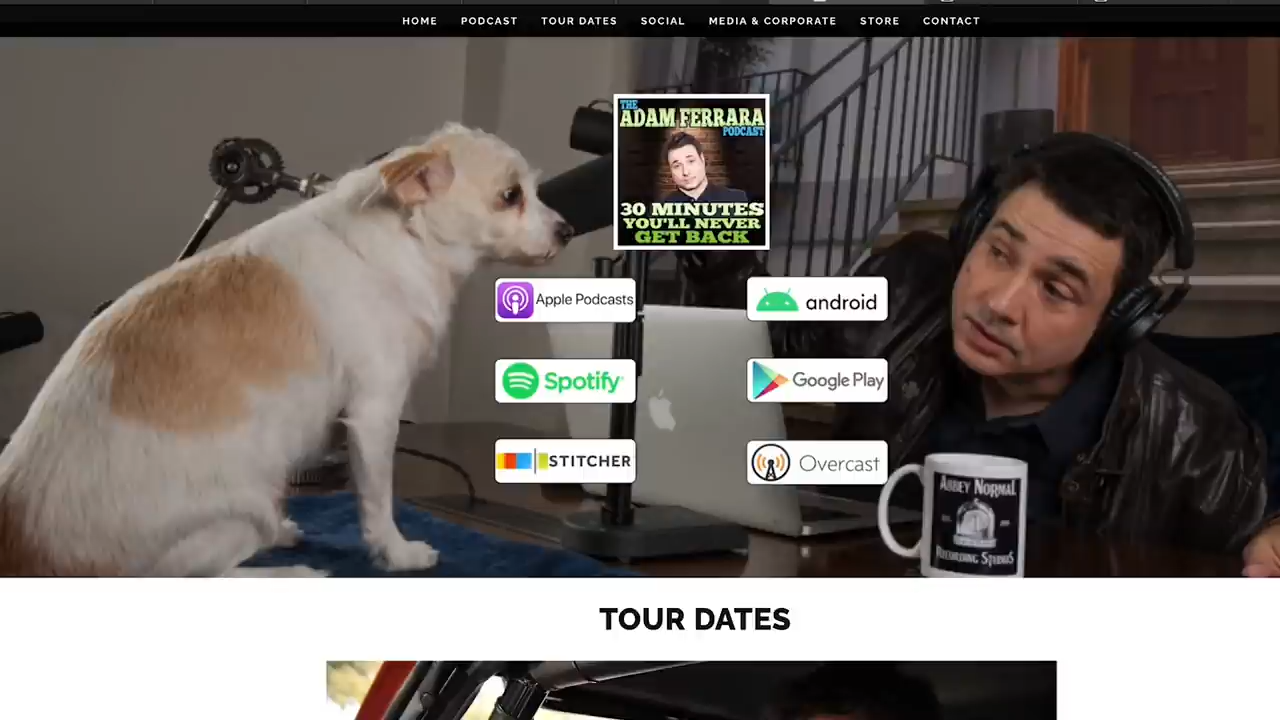 HOME PODCAST TOUR DATES SOCIAL MEDIA & CORPORATE STORE CONTACT
THE
ADAM FERRARA
PODCAST
30 MINUTES
YOU'LL NEVER
GET BACK
Apple Podcasts
android
Spotify
Google Play
STITCHER
Overcast
ABBEY NORMAL
RECORDING STUDIOS
TOUR DATES